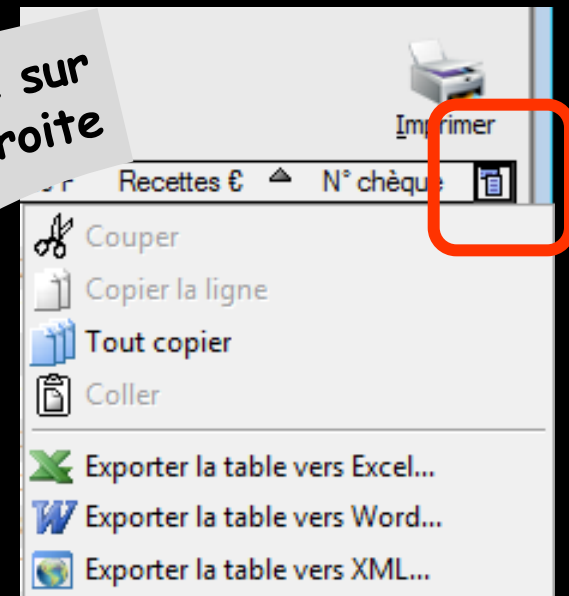 sur
Imprimer
Recettes € N° chèque
Couper
Copier la ligne
Tout copier
Coller
Exporter la table vers Excel...
Exporter la table vers Word...
Exporter la table vers XML...